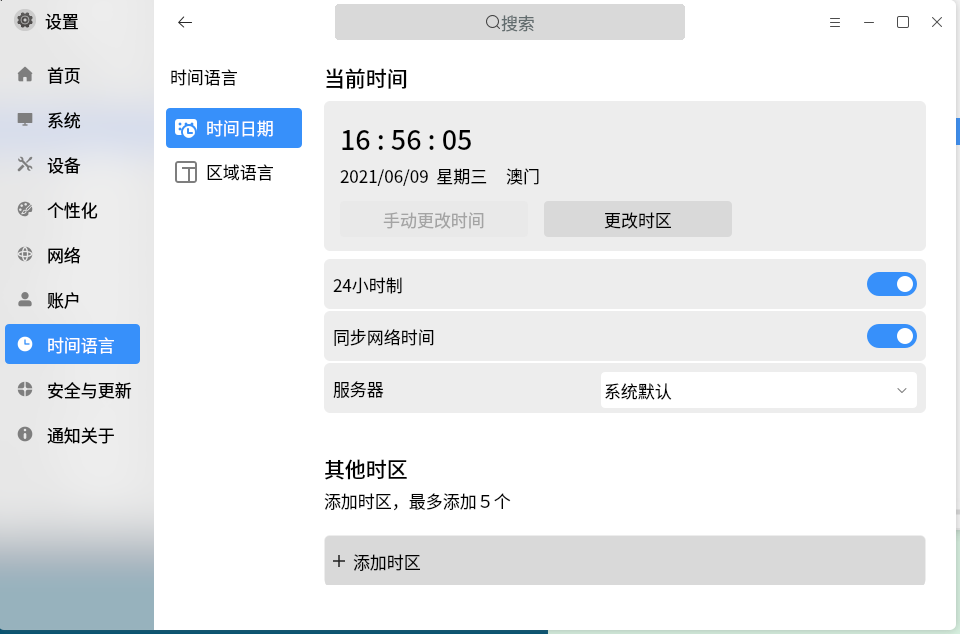 设置
搜索
首页
系统
设备
个性化
网络
账户
时间语言
安全与更新
通知关于
时间语言
时间日期
区域语言
当前时间
16 : 56 : 05
2021/06/09 星期三 澳门
手动更改时间
更改时区
24小时制
同步网络时间
服务器
系统默认
其他时区
添加时区，最多添加５个
+ 添加时区